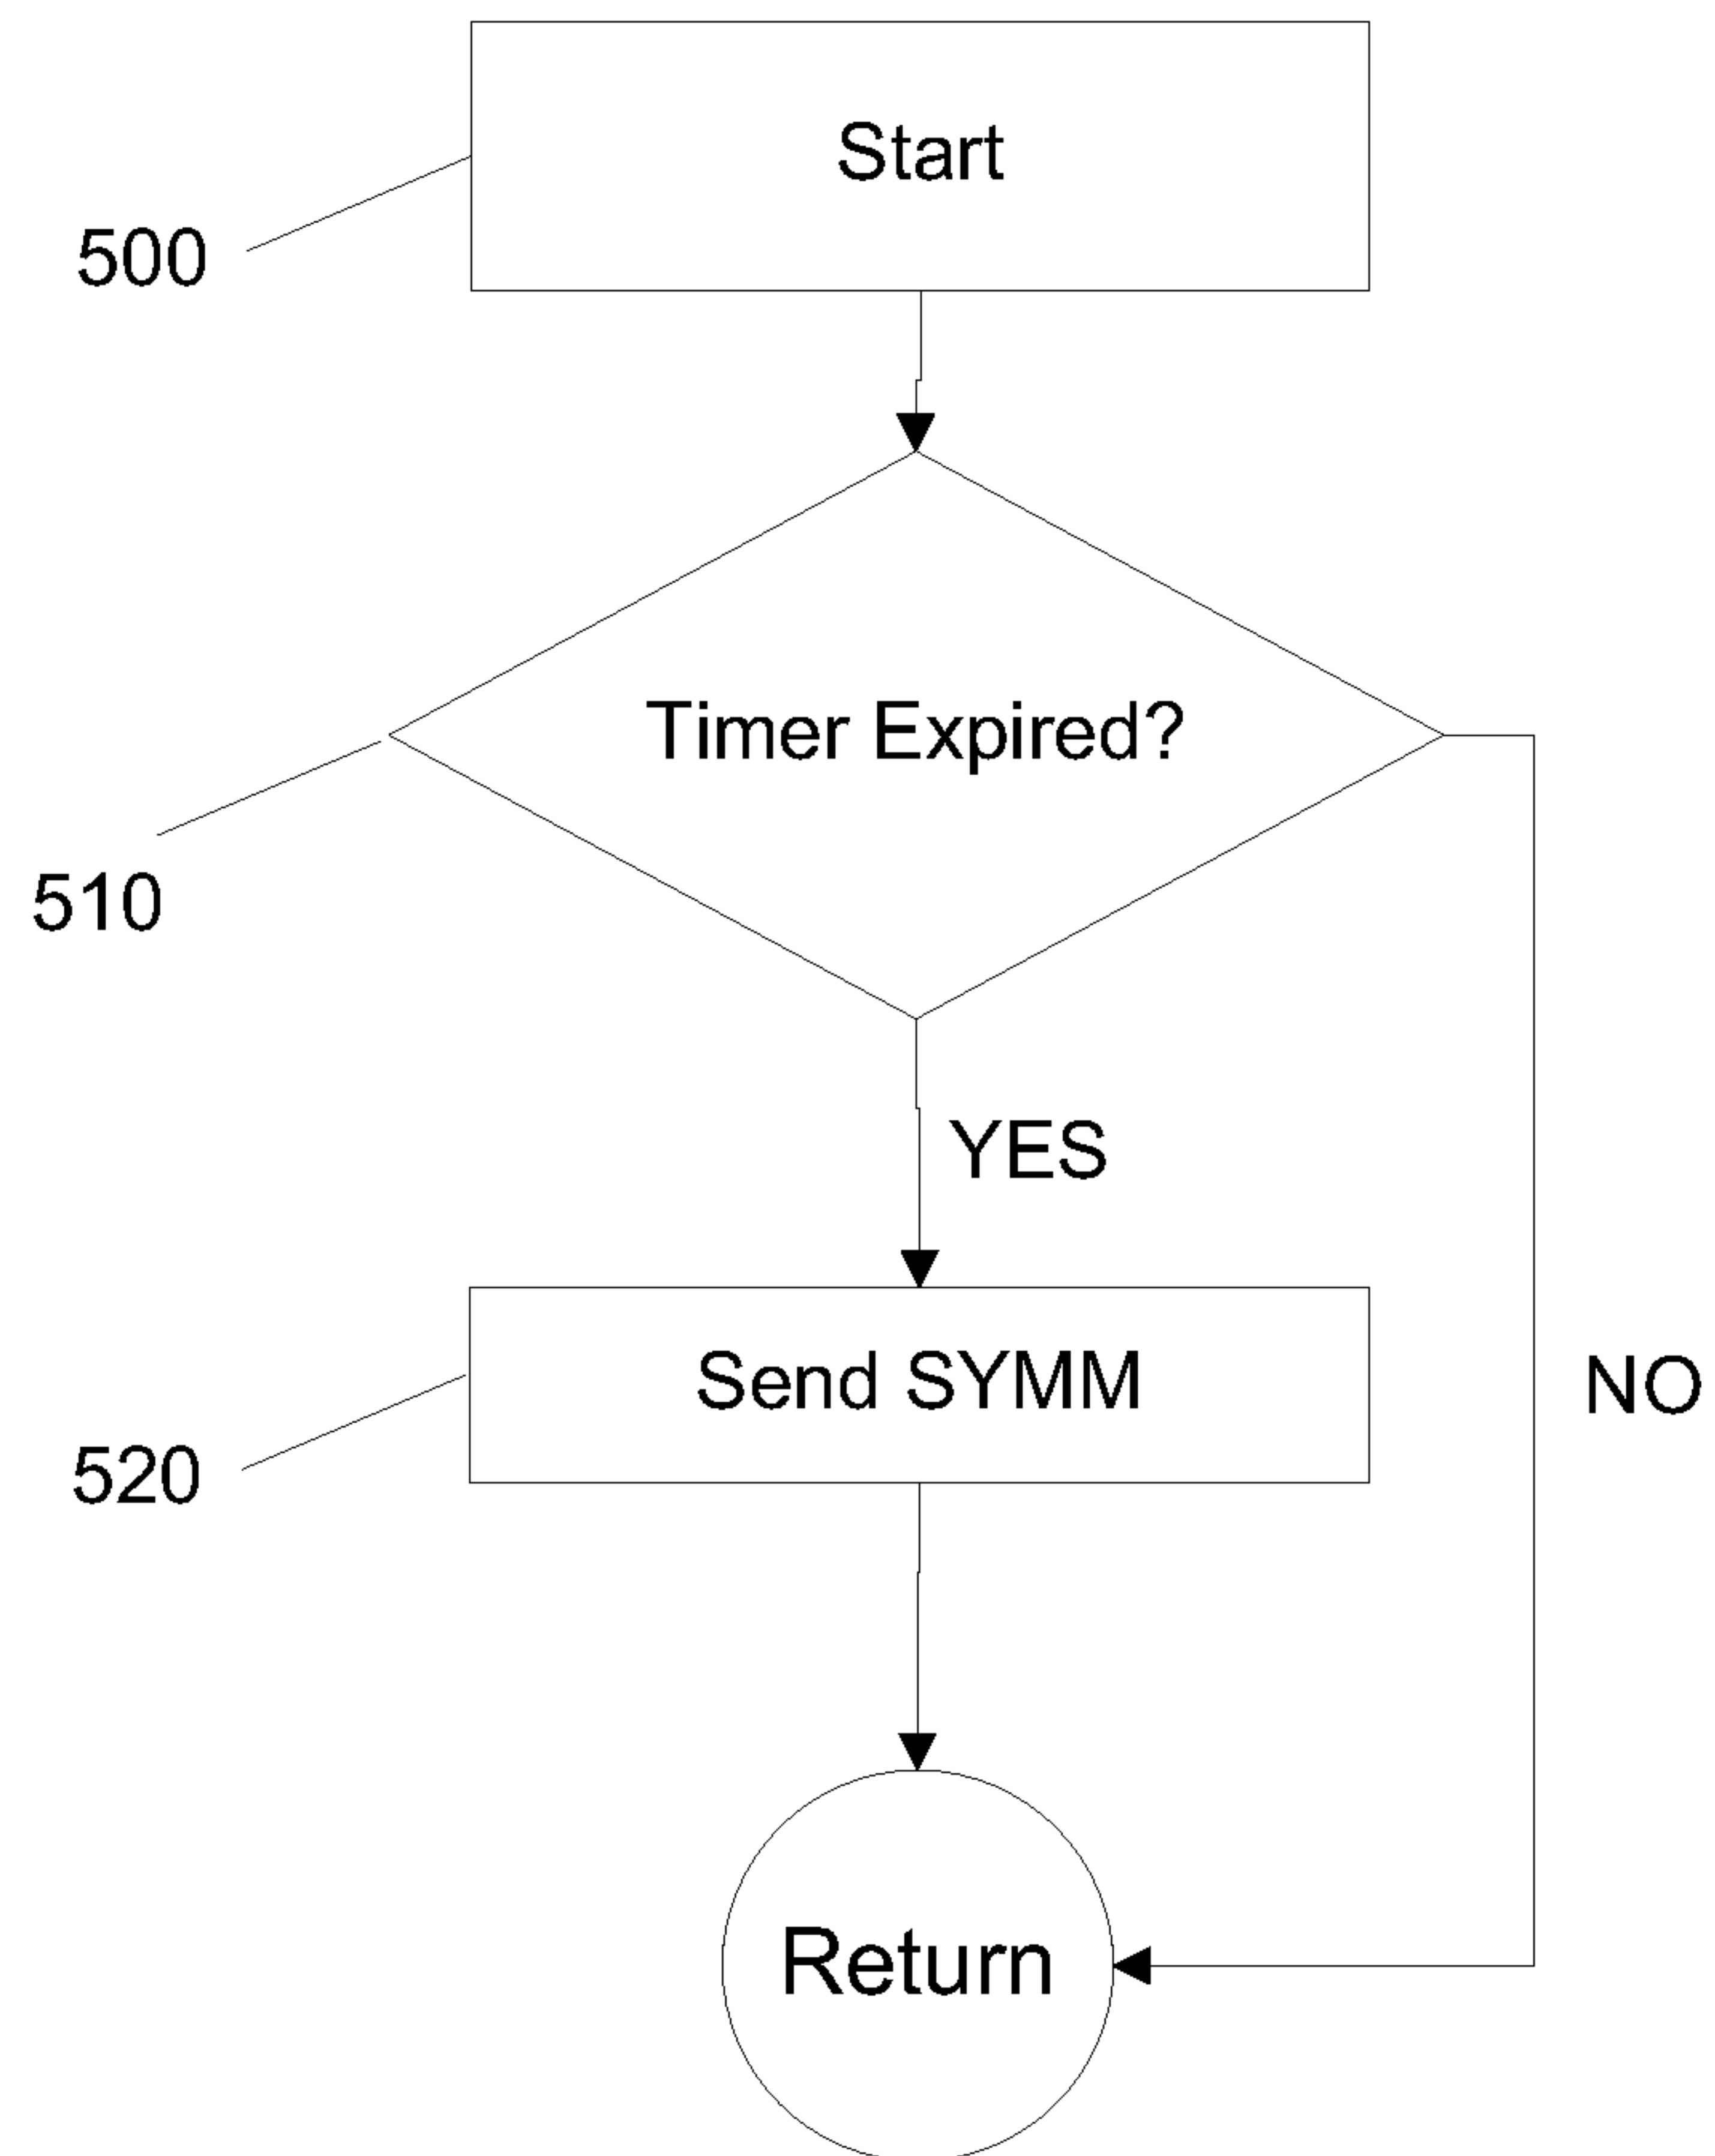 Start
500
Timer Expired?
510
YES
Send SYMM
NO
520
Return